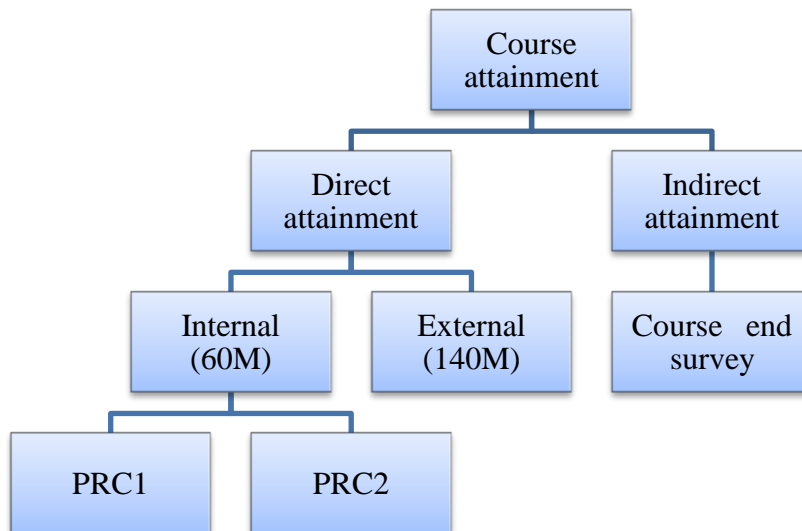 Course
attainment
Direct
attainment
Indirect
attainment
Internal
(60M)
External
(140M)
Course end
survey
PRC1
PRC2